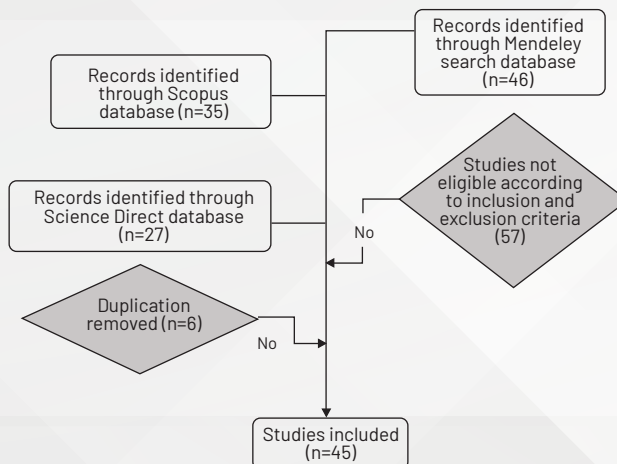 Records identified
through Mendeley
search database
(n=46)
Records identified
through Scopus
database (n=35)
Studies not
eligible according
to inclusion and
exclusion criteria
(57)
Records identified through
Science Direct database
(n=27)
No
Duplication
removed (n=6)
No
Studies included
(n=45)